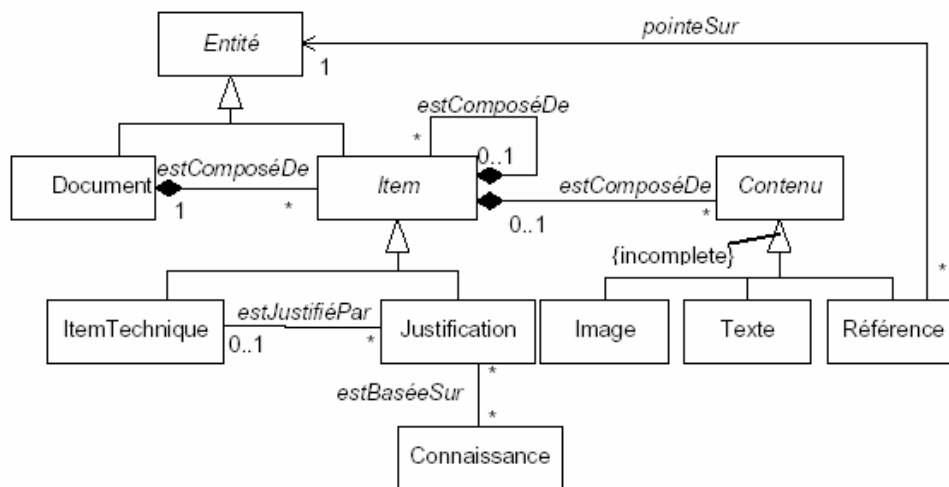 Entité
pointeSur
1
estComposéDe
*
Document
estComposéDe
1
*
Item
0..1
estComposéDe
0..1
*
Contenu
{incomplete}
*
ItemTechnique
estJustifiéPar
0..1
*
Justification
Image
Texte
Référence
*
estBaséeSur
*
Connaissance